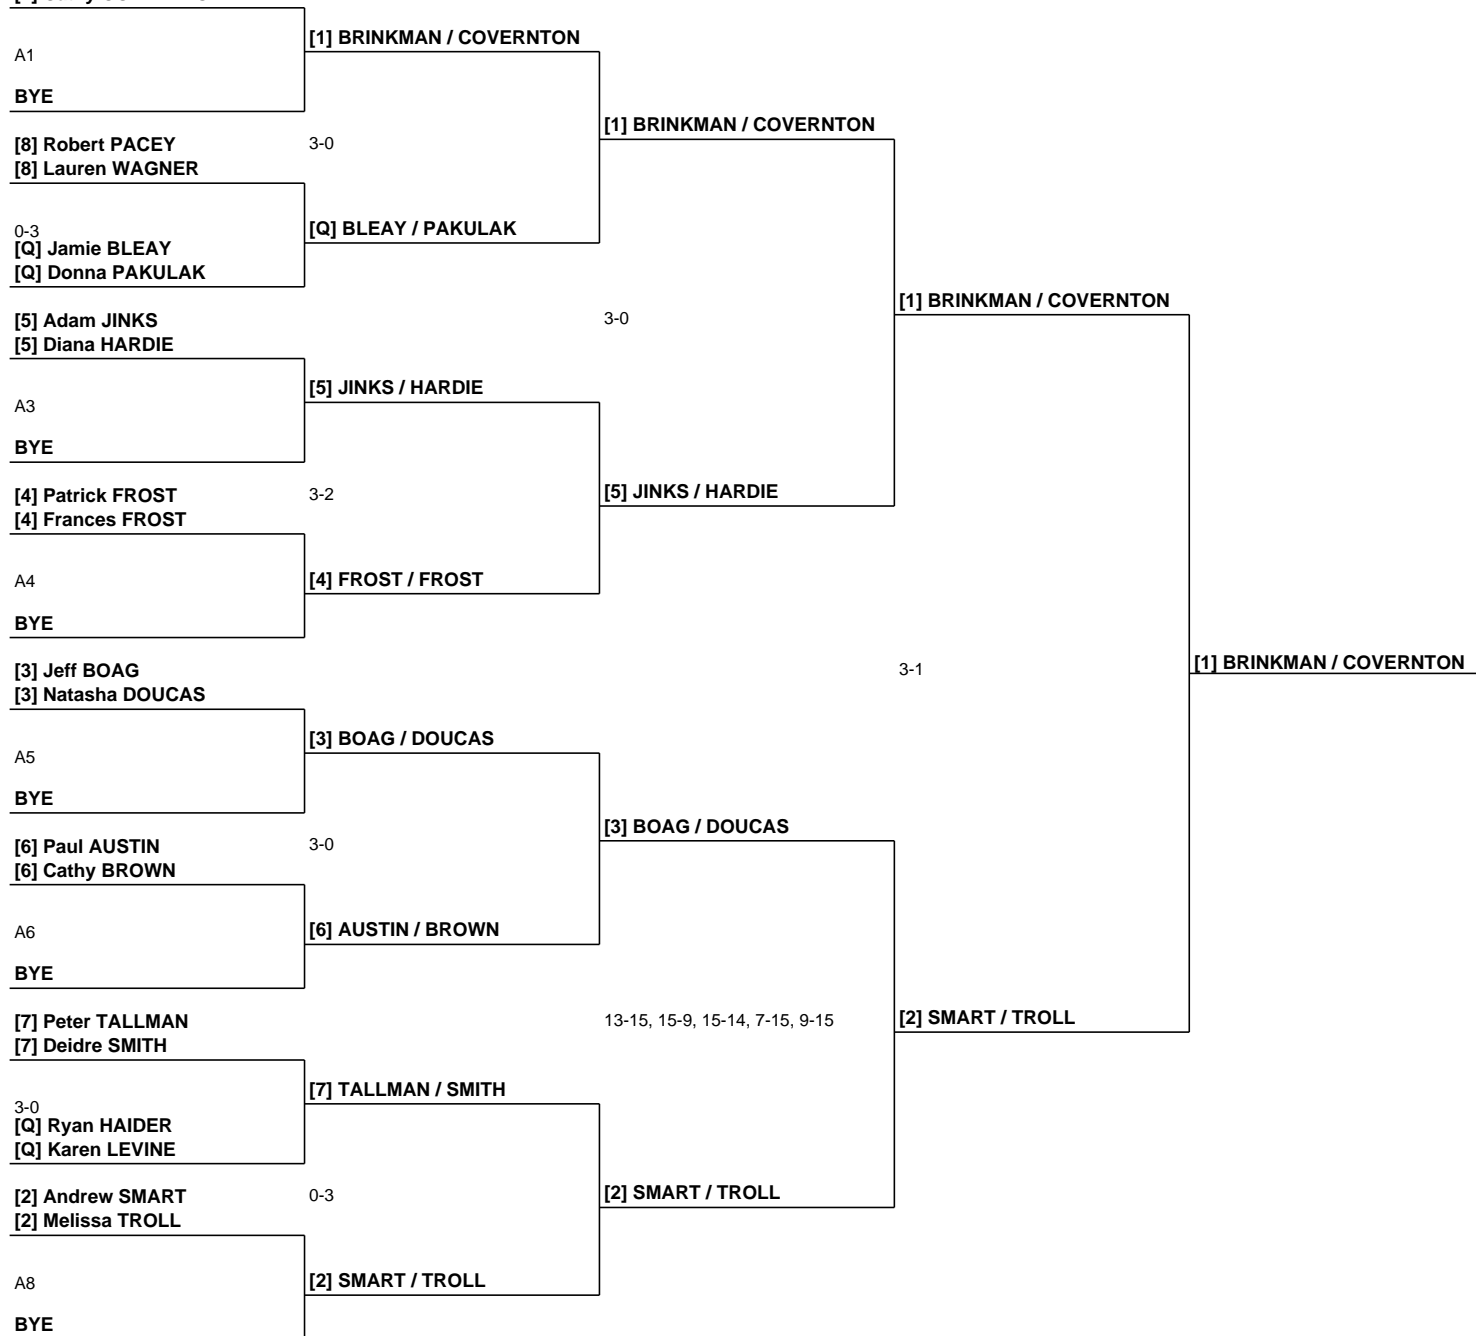 [1] BRINKMAN / COVERNTON
A1
BYE
[1] BRINKMAN / COVERNTON
[8] Robert PACEY
3-0
[8] Lauren WAGNER
0-3
[Q] BLEAY / PAKULAK
[Q] Jamie BLEAY
[Q] Donna PAKULAK
[1] BRINKMAN / COVERNTON
[5] Adam JINKS
3-0
[5] Diana HARDIE
[5] JINKS / HARDIE
A3
BYE
[4] Patrick FROST
3-2
[5] JINKS / HARDIE
[4] Frances FROST
A4
[4] FROST / FROST
BYE
[3] Jeff BOAG
3-1
[1] BRINKMAN / COVERNTON
[3] Natasha DOUCAS
[3] BOAG / DOUCAS
A5
BYE
[3] BOAG / DOUCAS
[6] Paul AUSTIN
3-0
[6] Cathy BROWN
A6
[6] AUSTIN / BROWN
BYE
[7] Peter TALLMAN
13-15, 15-9, 15-14, 7-15, 9-15
[2] SMART / TROLL
[7] Deidre SMITH
[7] TALLMAN / SMITH
3-0
[Q] Ryan HAIDER
[Q] Karen LEVINE
[2] Andrew SMART
0-3
[2] SMART / TROLL
[2] Melissa TROLL
A8
[2] SMART / TROLL
BYE